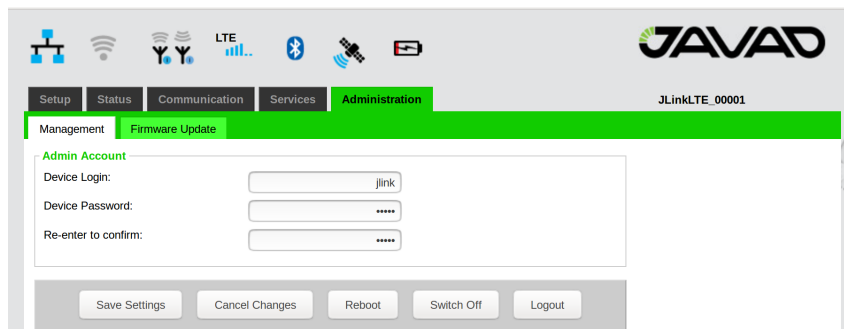 LTE
JAVAD
Setup Status Communication Services Administration JLinkLTE_00001
Management Firmware Update
Admin Account
Device Login: jlink
Device Password: •••••
Re-enter to confirm: •••••
Save Settings Cancel Changes Reboot Switch Off Logout